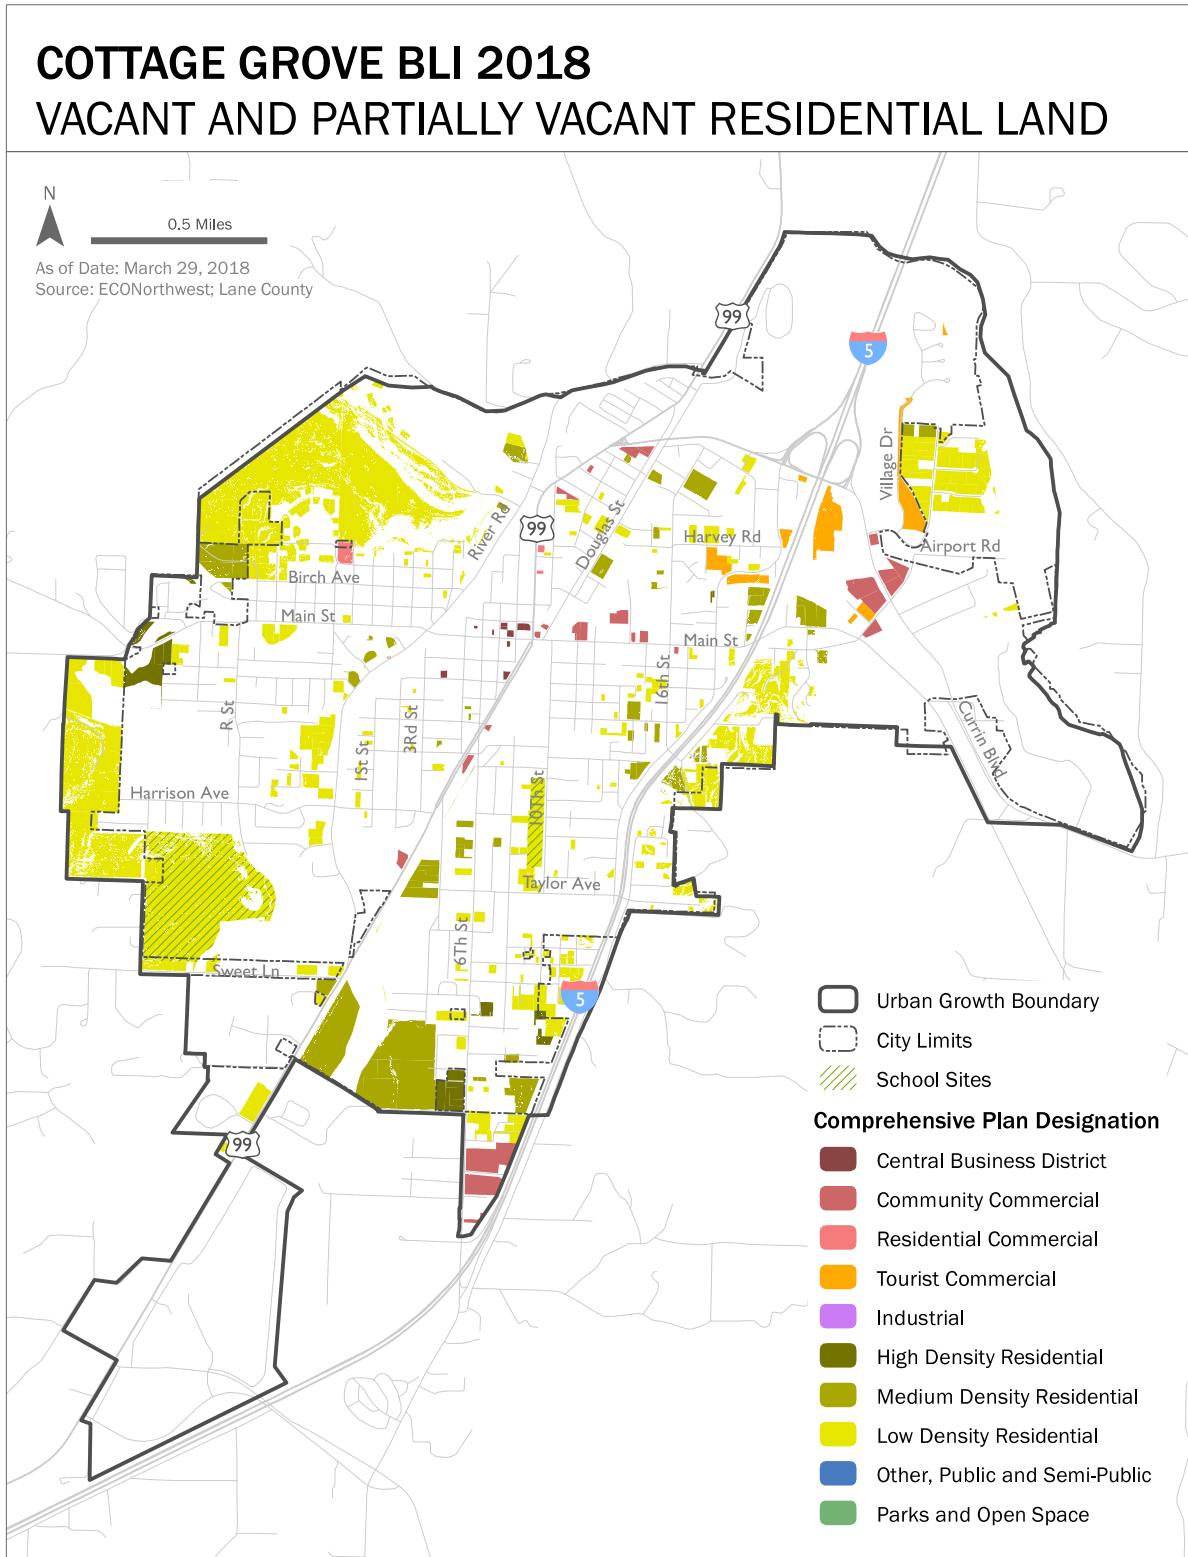 COTTAGE GROVE BLI 2018
VACANT AND PARTIALLY VACANT RESIDENTIAL LAND
N
0.5 Miles
As of Date: March 29, 2018
Source: ECONorthwest; Lane County
99
5
Village Dr
River Rd
99
Douglas St
Harvey Rd
Airport Rd
Birch Ave
Main St
Main St
16th St
R St
3Rd St
1St St
Currin Blvd
Harrison Ave
10Th St
Taylor Ave
6Th St
Sweet Ln
5
99
Urban Growth Boundary
City Limits
School Sites
Comprehensive Plan Designation
Central Business District
Community Commercial
Residential Commercial
Tourist Commercial
Industrial
High Density Residential
Medium Density Residential
Low Density Residential
Other, Public and Semi-Public
Parks and Open Space